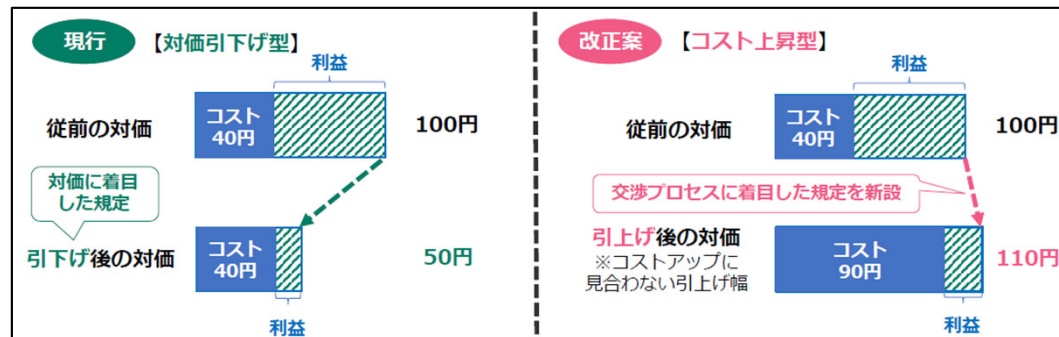 現行 【対価引下げ型】
利益
従前の対価
コスト
40円
100円
対価に着目
した規定
引下げ後の対価
コスト
40円
50円
利益
改正案 【コスト上昇型】
利益
従前の対価
コスト
40円
100円
交渉プロセスに着目した規定を新設
引上げ後の対価
※コストアップに
見合わない引上げ幅
コスト
90円
110円
利益